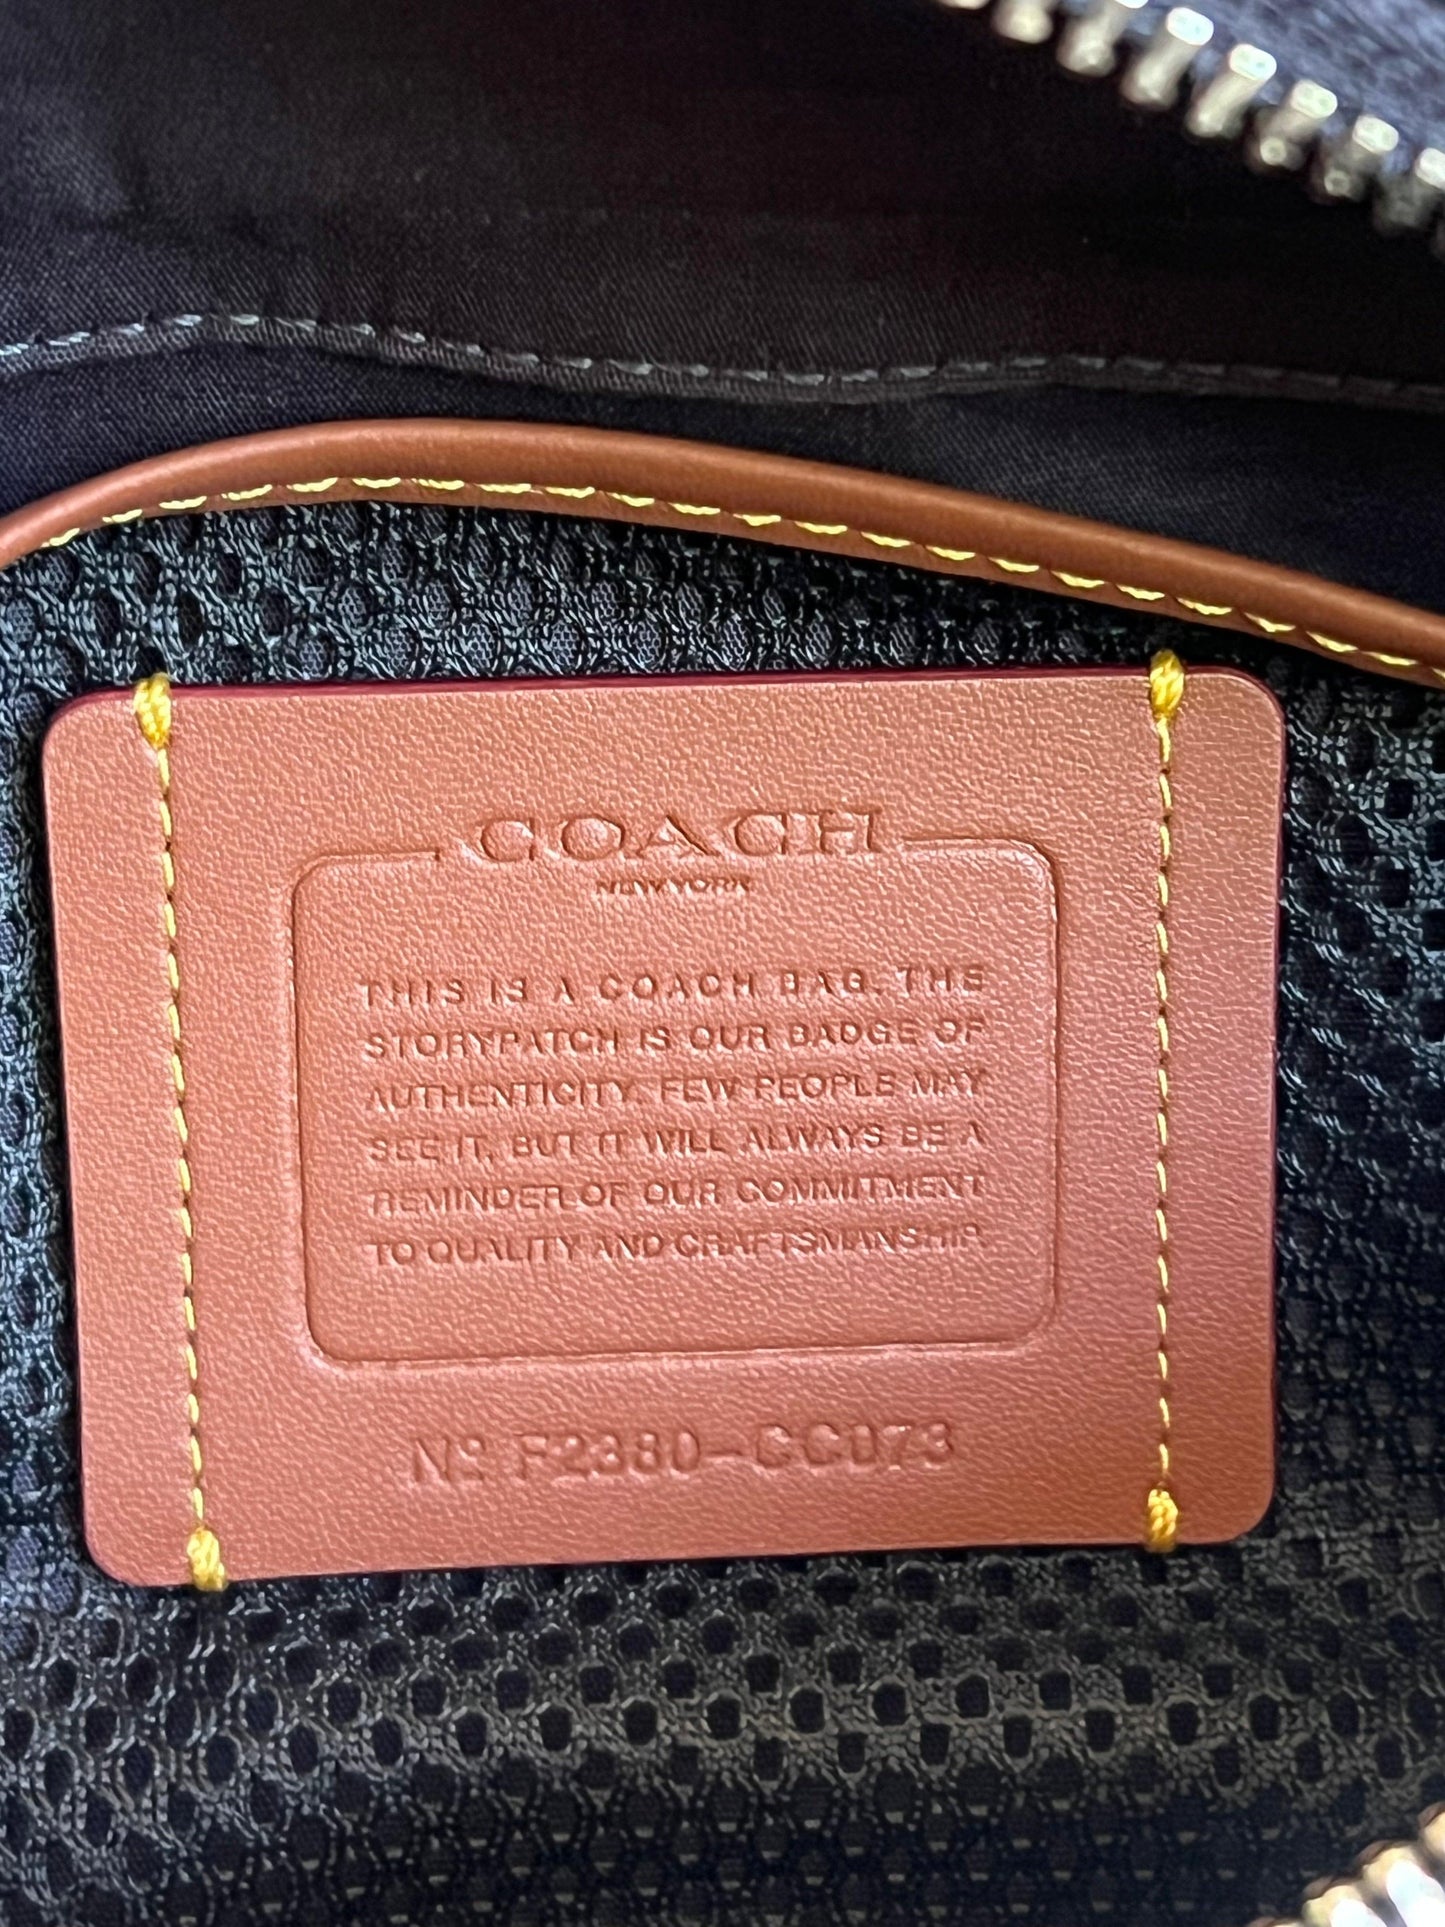 COACH
NEW YORK
THIS IS A COACH BAG. THE
STORYPATCH IS OUR BADGE OF
AUTHENTICITY. FEW PEOPLE MAY
SEE IT, BUT IT WILL ALWAYS BE A
REMINDER OF OUR COMMITMENT
TO QUALITY AND CRAFTSMANSHIP.
Nº F2380-CC073